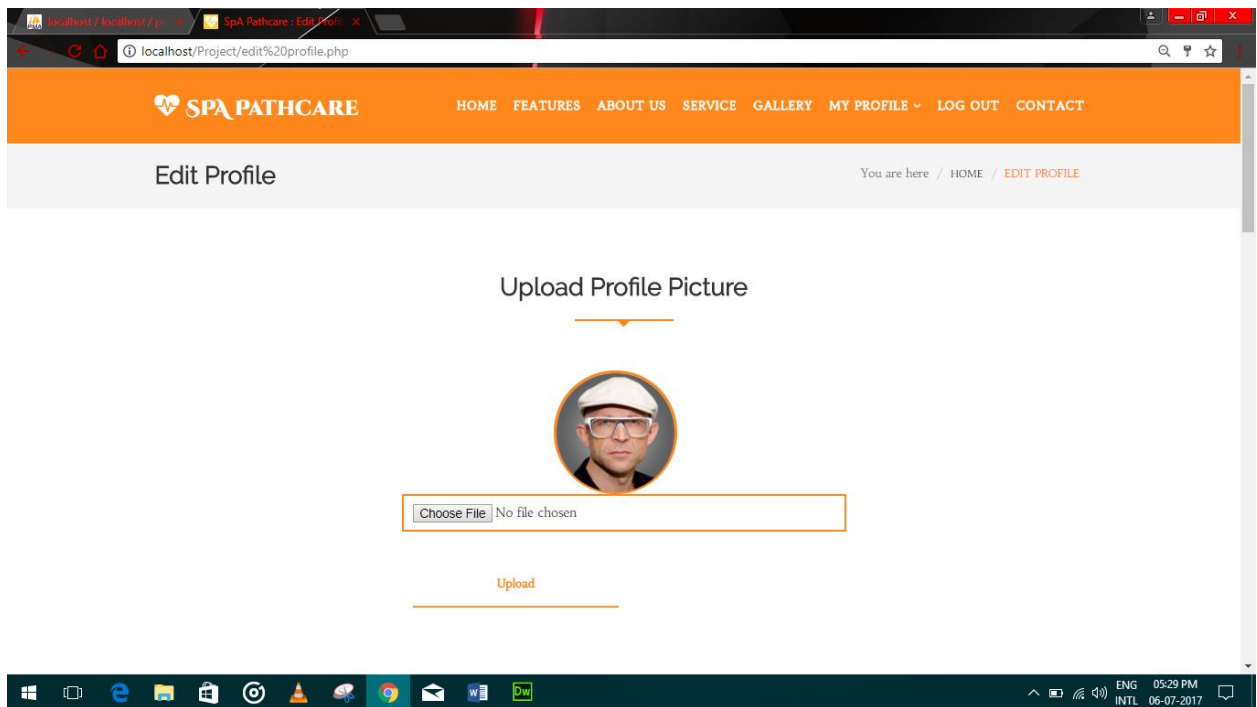 localhost / localhost / pr
SpA Pathcare : Edit Profil
localhost/Project/edit%20profile.php
SPA PATHCARE
HOME FEATURES ABOUT US SERVICE GALLERY MY PROFILE LOG OUT CONTACT
Edit Profile
You are here / HOME / EDIT PROFILE
Upload Profile Picture
Choose File No file chosen
Upload
ENG 05:29 PM
INTL 06-07-2017